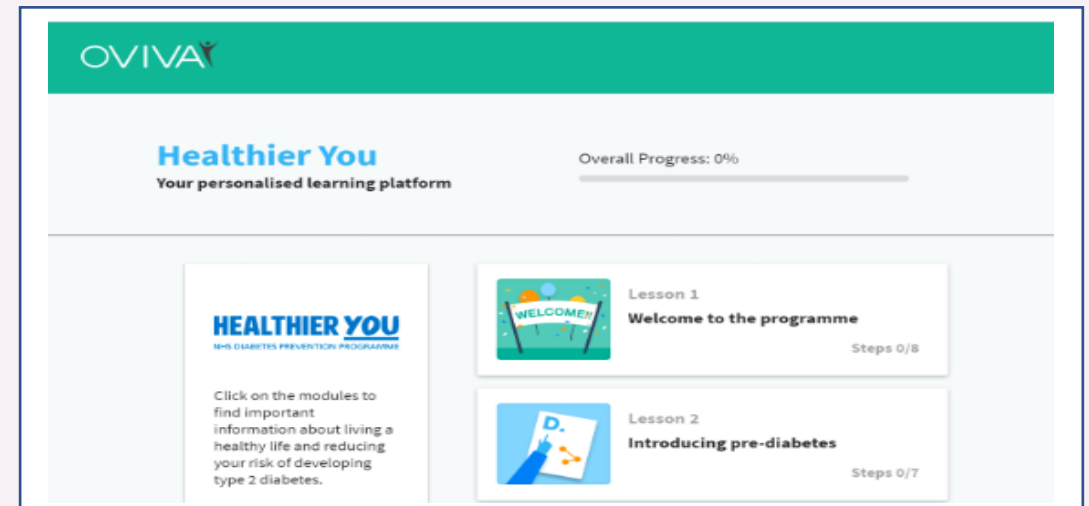 OVIVA
Healthier You
Your personalised learning platform
Overall Progress: 0%
HEALTHIER YOU
NHS DIABETES PREVENTION PROGRAMME
Click on the modules to
find important
information about living a
healthy life and reducing
your risk of developing
type 2 diabetes.
WELCOME!!
Lesson 1
Welcome to the programme
Steps 0/8
D.
Lesson 2
Introducing pre-diabetes
Steps 0/7